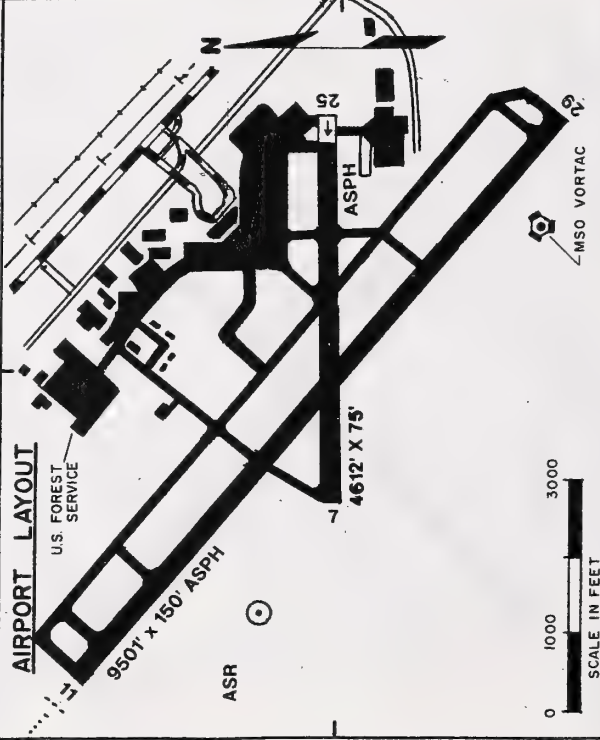 AIRPORT LAYOUT
U.S. FOREST
SERVICE
N
25
ASPH
29
MSO VORTAC
4612' X 75'
7
9501' x 150' ASPH
11
ASR
0
1000
3000
SCALE IN FEET